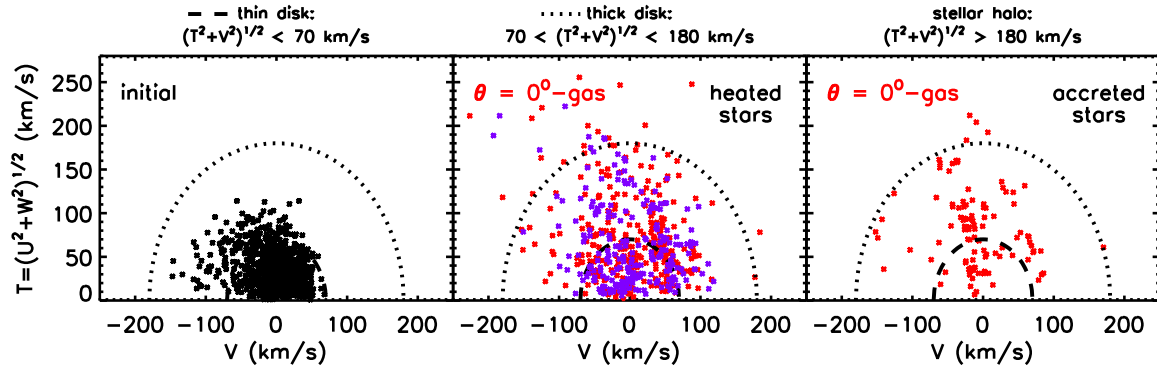 thin disk:
(T²+V²)^1/2 < 70 km/s
thick disk:
70 < (T²+V²)^1/2 < 180 km/s
stellar halo:
(T²+V²)^1/2 > 180 km/s
T=(U²+W²)^1/2 (km/s)
250
200
150
100
50
0
initial
θ = 0°-gas
heated
stars
θ = 0°-gas
accreted
stars
−200 −100 0 100 200
−200 −100 0 100 200
−200 −100 0 100 200
V (km/s)
V (km/s)
V (km/s)